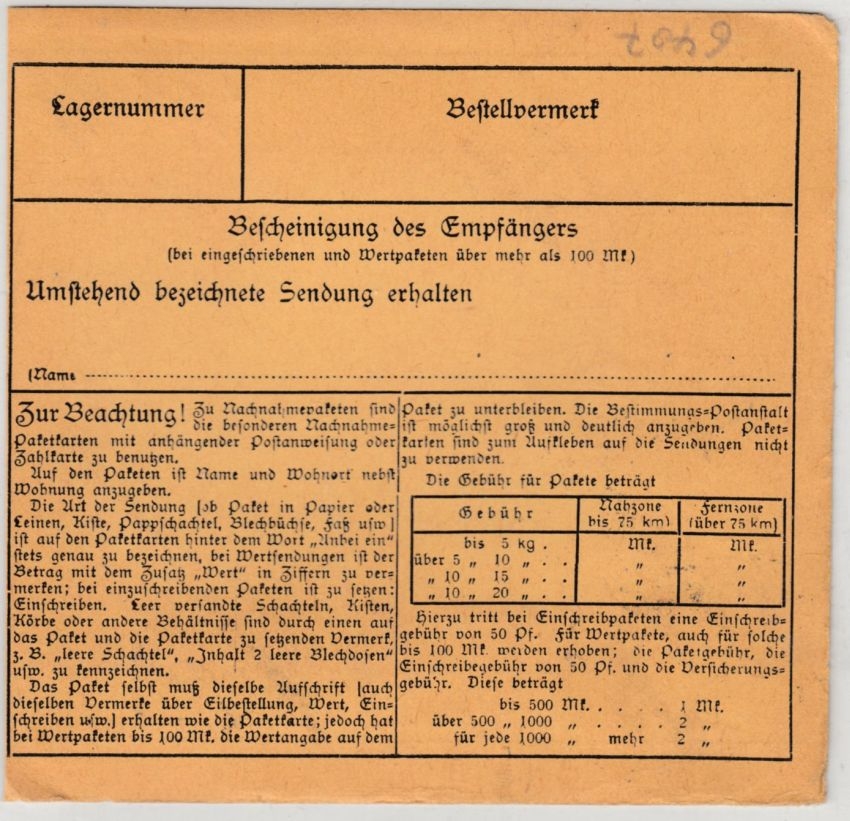 6407
Lagernummer
Bestellvermerk
Bescheinigung des Empfängers
(bei eingeschriebenen und Wertpaketen über mehr als 100 Mk)
Umstehend bezeichnete Sendung erhalten
(Name
Zur Beachtung! Zu Nachnahmepaketen sind
die besonderen Nachnahme-
Paketkarten mit anhängender Postanweisung oder
Zahlkarte zu benutzen.
Auf den Paketen ist Name und Wohnort nebst
Wohnung anzugeben.
Die Art der Sendung [ob Paket in Papier oder
Leinen, Kiste, Pappschachtel, Blechbüchse, Faß usw]
ist auf den Paketkarten hinter dem Wort „Anbei ein“
stets genau zu bezeichnen, bei Wertsendungen ist der
Betrag mit dem Zusatz „Wert“ in Ziffern zu ver-
merken; bei einzuschreibenden Paketen ist zu setzen:
Einschreiben. Leer versandte Schachteln, Kisten,
Körbe oder andere Behältnisse sind durch einen auf
das Paket und die Paketkarte zu setzenden Vermerk,
z. B. „leere Schachtel“, „Inhalt 2 leere Blechdosen“
usw. zu kennzeichnen.
Das Paket selbst muß dieselbe Aufschrift [auch
dieselben Vermerke über Eilbestellung, Wert, Ein-
schreiben usw.] erhalten wie die Paketkarte; jedoch hat
bei Wertpaketen bis 100 Mk. die Wertangabe auf dem
Paket zu unterbleiben. Die Bestimmungs-Postanstalt
ist möglichst groß und deutlich anzugeben. Paket-
karten sind zum Aufkleben auf die Sendungen nicht
zu verwenden.
Die Gebühr für Pakete beträgt
Gebühr Nahzone Fernzone
bis 75 km) (über 75 km)
bis 5 kg . Mk. Mk.
über 5 „ 10 „ . . „ „
„ 10 „ 15 „ . . „ „
„ 10 „ 20 „ . . „ „
Hierzu tritt bei Einschreibpaketen eine Einschreib-
gebühr von 50 Pf. Für Wertpakete, auch für solche
bis 100 Mk. werden erhoben; die Paketgebühr, die
Einschreibegebühr von 50 Pf. und die Versicherungs-
gebühr. Diese beträgt
bis 500 Mk. . . . . 1 Mk.
über 500 „ 1000 „ . . . . 2 „
für jede 1000 „ mehr 2 „